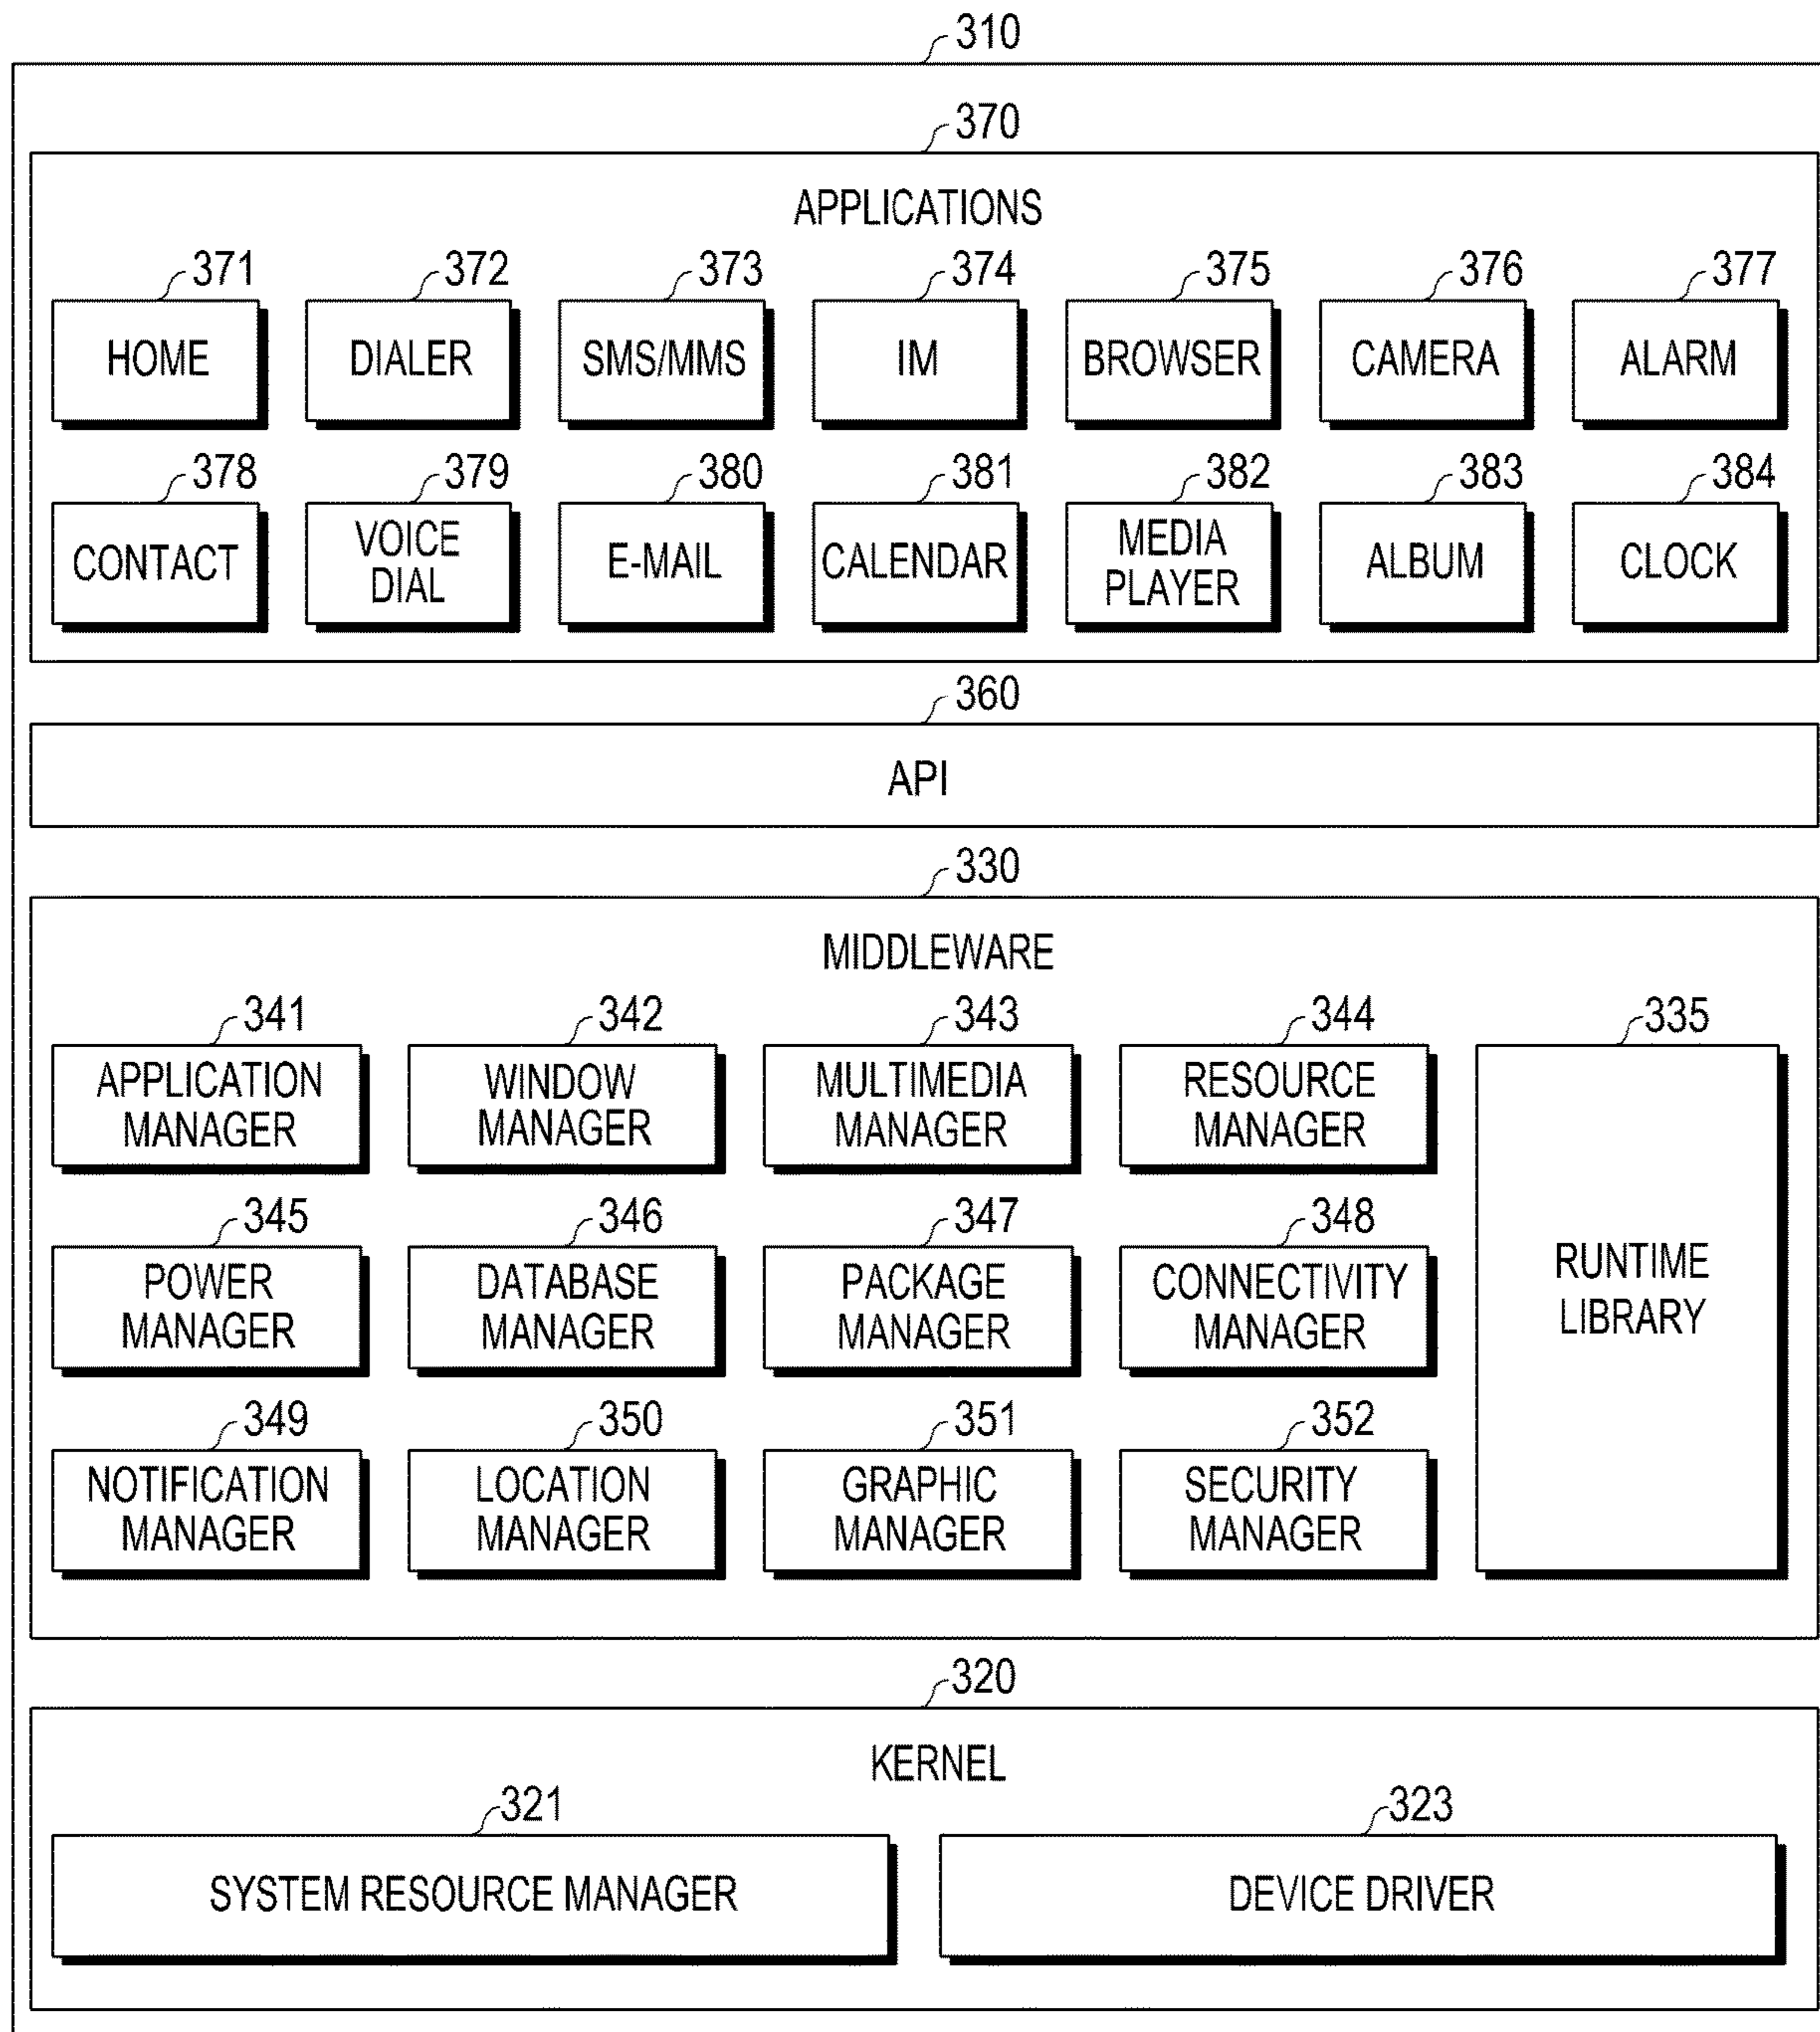 310
370
APPLICATIONS
371 372 373 374 375 376 377
HOME DIALER SMS/MMS IM BROWSER CAMERA ALARM
378 379 380 381 382 383 384
CONTACT
VOICE
DIAL
E-MAIL
CALENDAR
MEDIA
PLAYER
ALBUM
CLOCK
360
API
330
MIDDLEWARE
341 342 343 344 335
APPLICATION
MANAGER
WINDOW
MANAGER
MULTIMEDIA
MANAGER
RESOURCE
MANAGER
345 346 347 348
POWER
MANAGER
DATABASE
MANAGER
PACKAGE
MANAGER
CONNECTIVITY
MANAGER
RUNTIME
LIBRARY
349 350 351 352
NOTIFICATION
MANAGER
LOCATION
MANAGER
GRAPHIC
MANAGER
SECURITY
MANAGER
320
KERNEL
321 323
SYSTEM RESOURCE MANAGER
DEVICE DRIVER